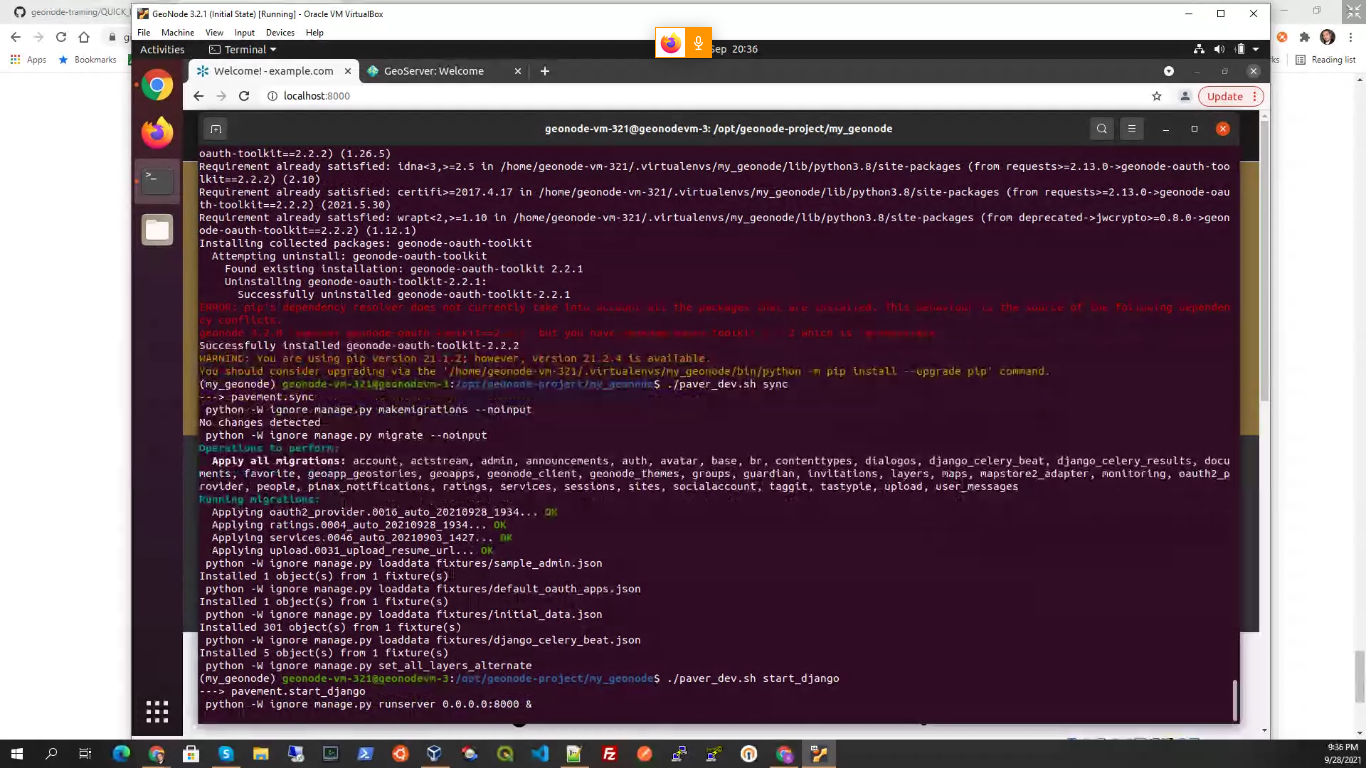 geonode-traning/QUICK_
GeoNode 3.2.1 (Initial State) [Running] - Oracle VM VirtualBox
File Machine View Input Devices Help
Apps Bookmarks
Reading list
Activities Terminal Sep 20:36
Welcome! - example.com GeoServer: Welcome
localhost:8000 Update
geonode-vm-321@geonodevm-3: /opt/geonode-project/my_geonode
oauth-toolkit==2.2.2) (1.26.5)
Requirement already satisfied: idna<3,>=2.5 in /home/geonode-vm-321/.virtualenvs/my_geonode/lib/python3.8/site-packages (from requests>=2.13.0->geonode-oauth-too
lkit==2.2.2) (2.10)
Requirement already satisfied: certifi>=2017.4.17 in /home/geonode-vm-321/.virtualenvs/my_geonode/lib/python3.8/site-packages (from requests>=2.13.0->geonode-oau
th-toolkit==2.2.2) (2021.5.30)
Requirement already satisfied: wrapt<2,>=1.10 in /home/geonode-vm-321/.virtualenvs/my_geonode/lib/python3.8/site-packages (from deprecated->jwcrypto>=0.8.0->geon
ode-oauth-toolkit==2.2.2) (1.12.1)
Installing collected packages: geonode-oauth-toolkit
Attempting uninstall: geonode-oauth-toolkit
Found existing installation: geonode-oauth-toolkit 2.2.1
Uninstalling geonode-oauth-toolkit-2.2.1:
Successfully uninstalled geonode-oauth-toolkit-2.2.1
ERROR: pip's dependency resolver does not currently take into account all the packages that are installed. This behaviour is the source of the following dependen
cy conflicts.
geonode 3.2.0 geonode-oauth-toolkit==2. but you have 2 which is
Successfully installed geonode-oauth-toolkit-2.2.2
WARNING: You are using pip version 21.1.2; however, version 21.2.4 is available.
You should consider upgrading via the '/home/geonode-vm-321/.virtualenvs/my_geonode/bin/python -m pip install --upgrade pip' command.
(my_geonode) geonode-vm-321@geonodevm-3:/opt/geonode-project/my_geonode$ ./paver_dev.sh sync
---> pavement.sync
python -W ignore manage.py makemigrations --noinput
No changes detected
python -W ignore manage.py migrate --noinput
Operations to perform:
Apply all migrations: account, actstream, admin, announcements, auth, avatar, base, br, contenttypes, dialogos, django_celery_beat, django_celery_results, docu
ments, favorite, geoapp_geostories, geoapps, geonode_client, geonode_themes, groups, guardian, invitations, layers, maps, mapstore2_adapter, monitoring, oauth2_p
rovider, people, pinax_notifications, ratings, services, sessions, sites, socialaccount, taggit, tastypie, upload, user_messages
Running migrations:
Applying oauth2_provider.0016_auto_20210928_1934... OK
Applying ratings.0004_auto_20210928_1934... OK
Applying services.0046_auto_20210903_1427... OK
Applying upload.0031_upload_resume_url... OK
python -W ignore manage.py loaddata fixtures/sample_admin.json
Installed 1 object(s) from 1 fixture(s)
python -W ignore manage.py loaddata fixtures/default_oauth_apps.json
Installed 1 object(s) from 1 fixture(s)
python -W ignore manage.py loaddata fixtures/initial_data.json
Installed 301 object(s) from 1 fixture(s)
python -W ignore manage.py loaddata fixtures/django_celery_beat.json
Installed 5 object(s) from 1 fixture(s)
python -W ignore manage.py set_all_layers_alternate
(my_geonode) geonode-vm-321@geonodevm-3:/opt/geonode-project/my_geonode$ ./paver_dev.sh start_django
---> pavement.start_django
python -W ignore manage.py runserver 0.0.0.0:8000 &
9:36 PM
9/28/2021